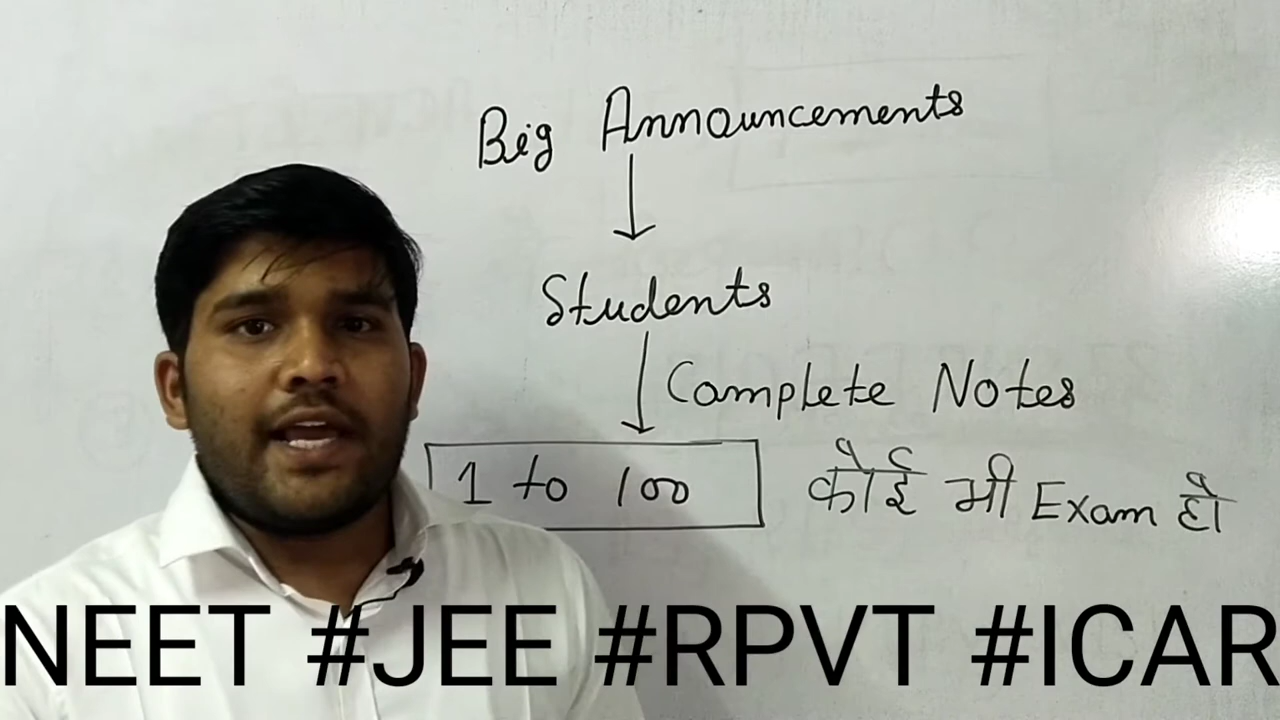 Big Announcements
Students
Complete Notes
1 to 100 कोई भी Exam हो
NEET #JEE #RPVT #ICAR